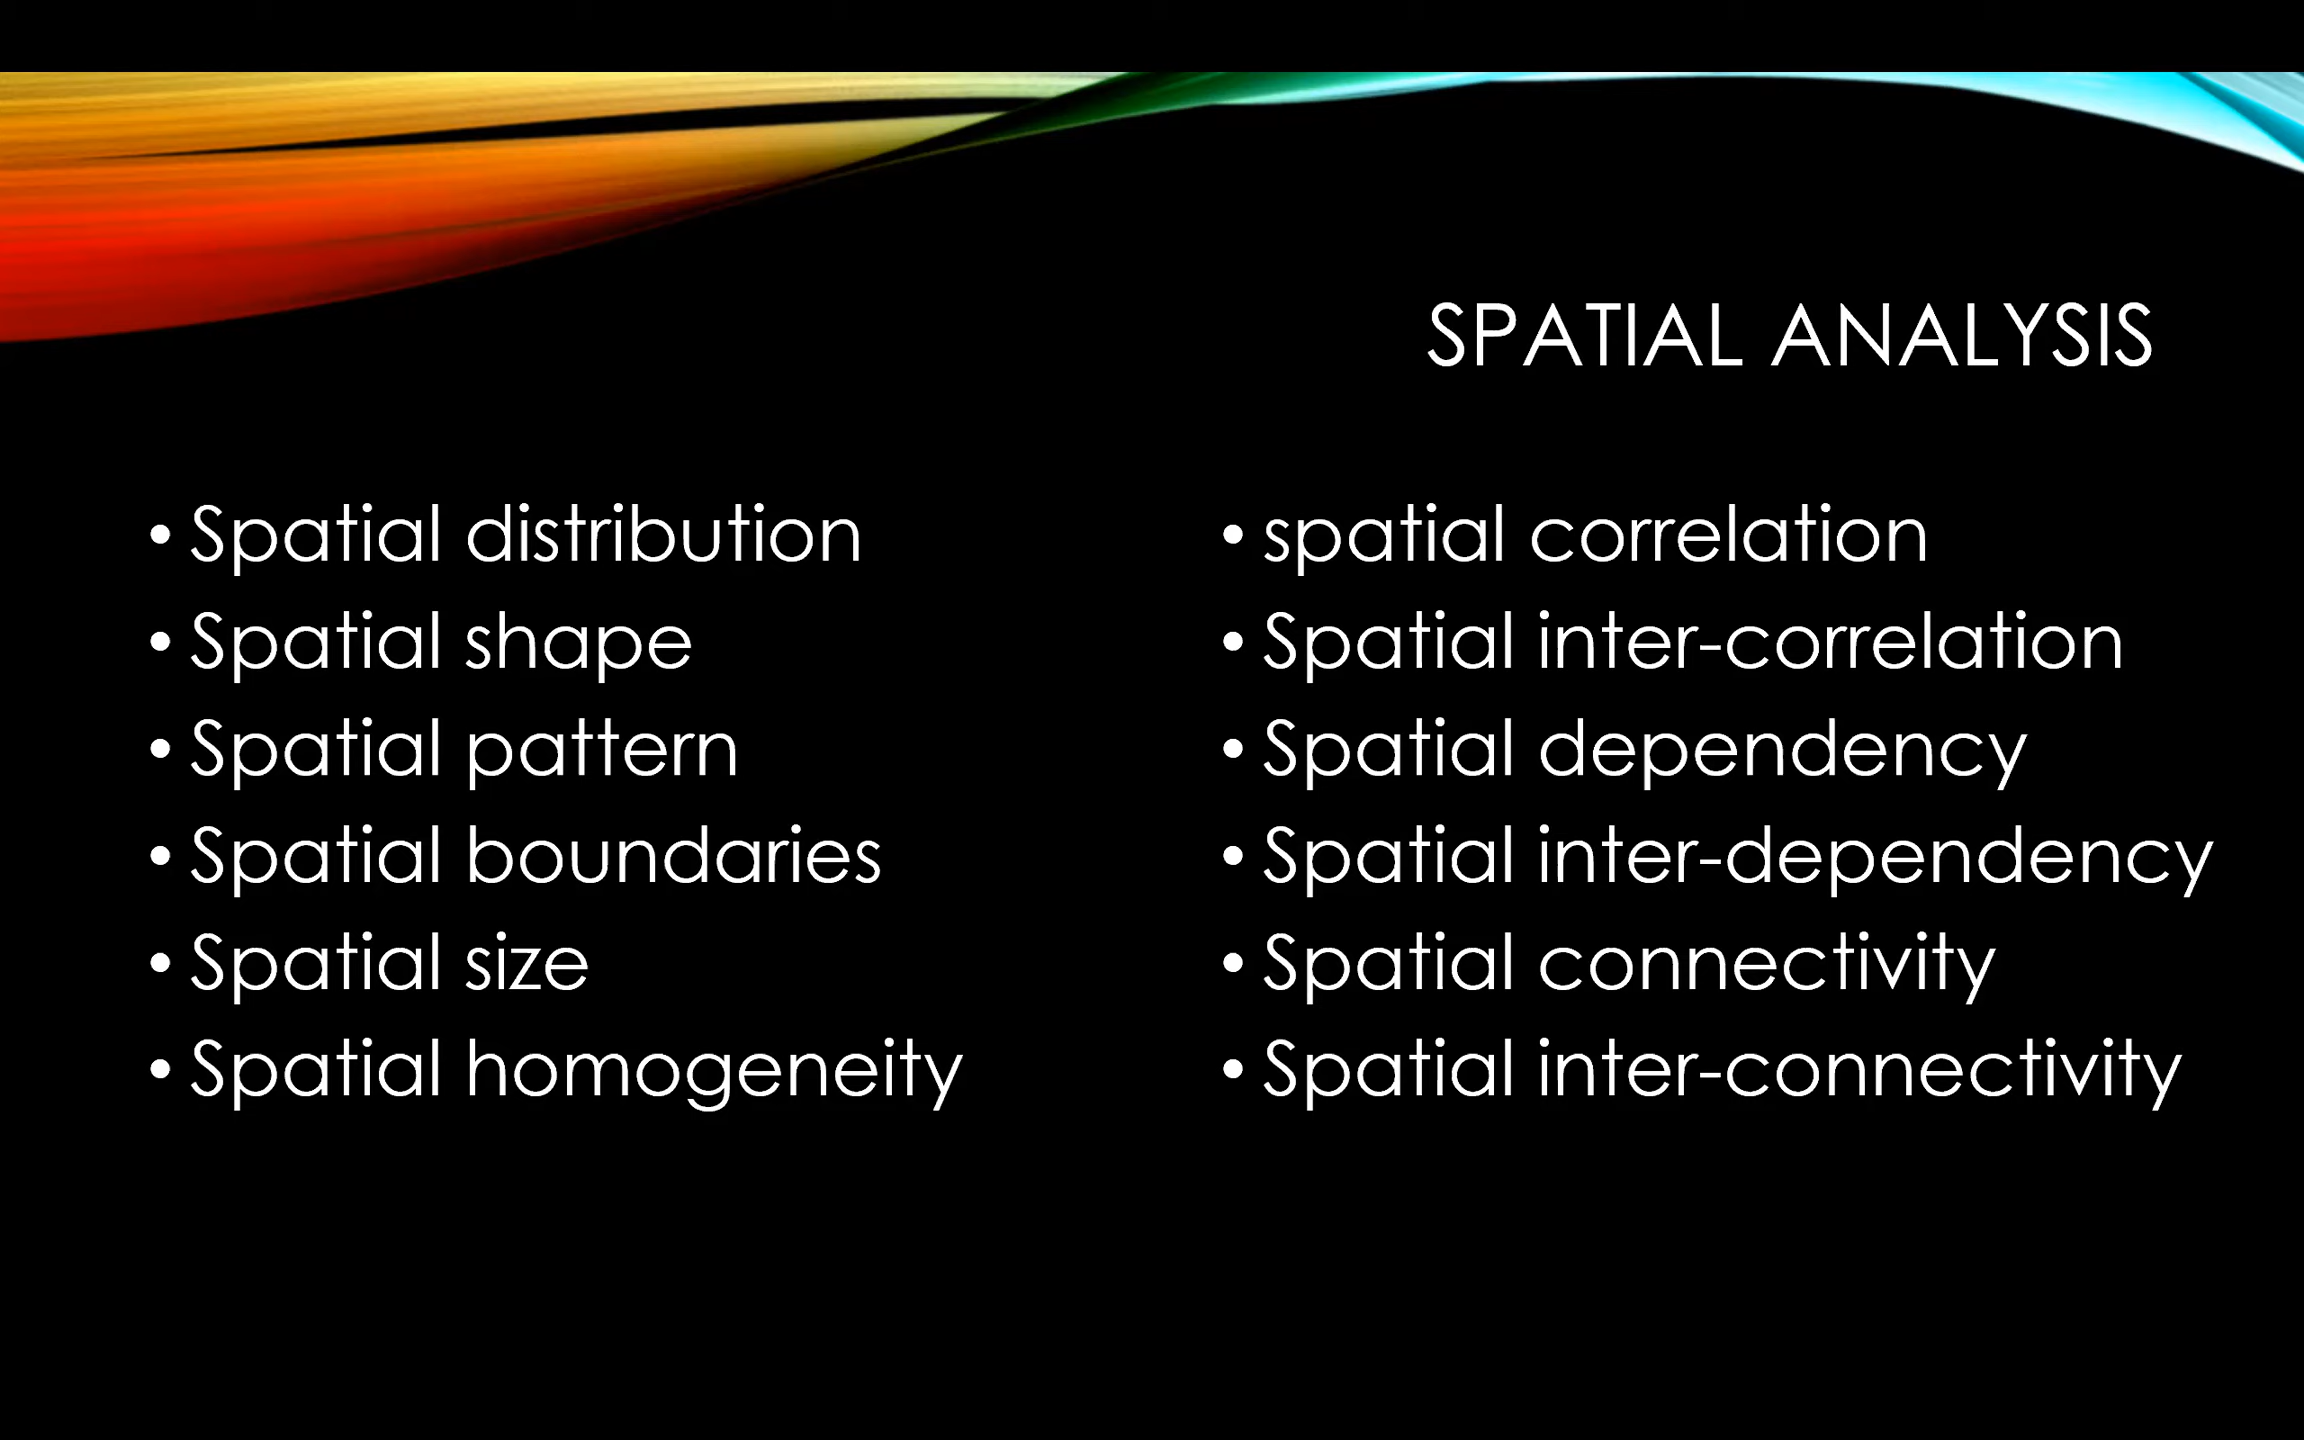 SPATIAL ANALYSIS
• Spatial distribution
• Spatial shape
• Spatial pattern
• Spatial boundaries
• Spatial size
• Spatial homogeneity
• spatial correlation
• Spatial inter-correlation
• Spatial dependency
• Spatial inter-dependency
• Spatial connectivity
• Spatial inter-connectivity